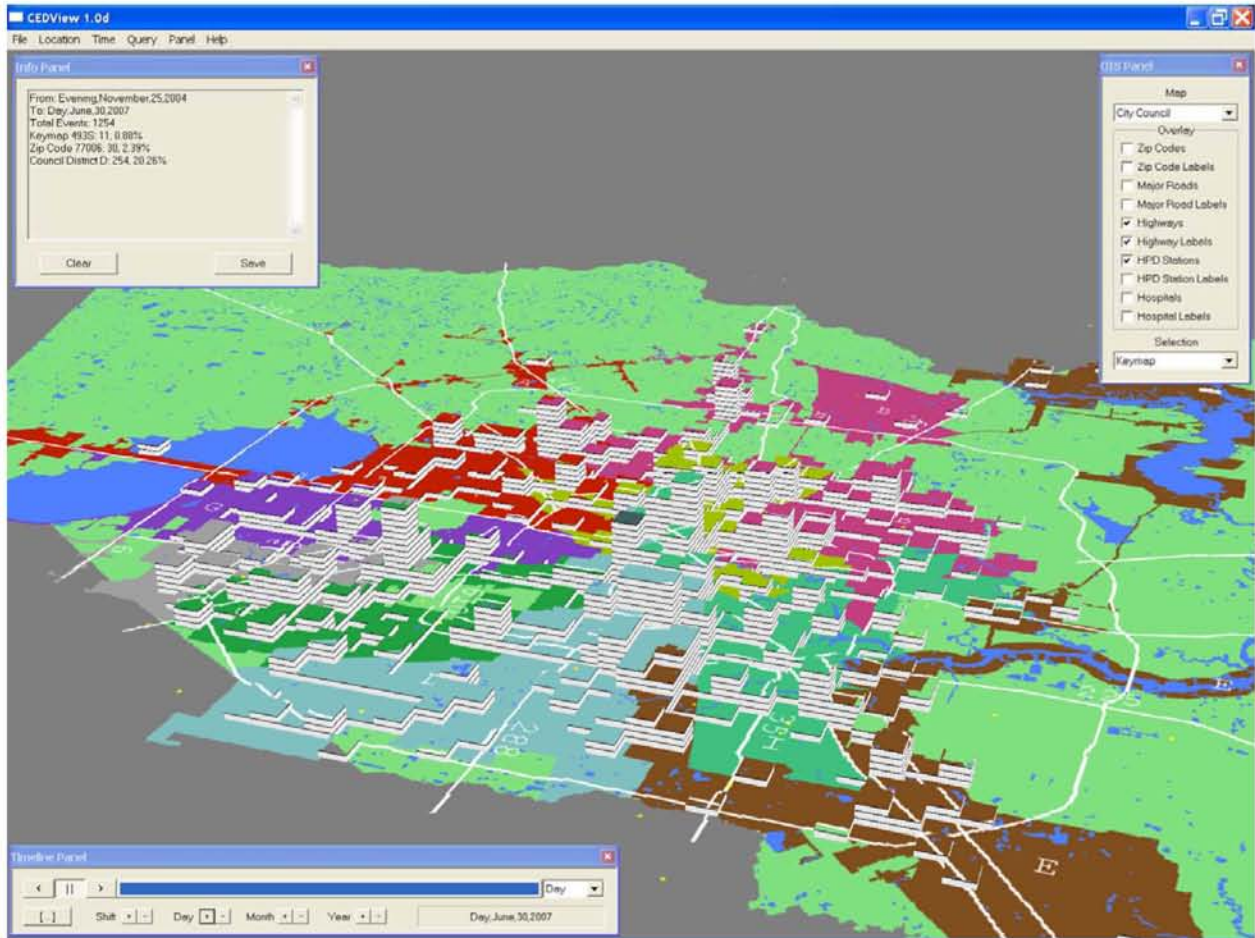 CEDView 1.0d
File Location Time Query Panel Help
Info Panel
From: Evening,November,25,2004
To: Day,June,30,2007
Total Events: 1254
Keymap 493S: 11, 0.88%
Zip Code 77006: 30, 2.39%
Council District D: 254, 20.26%
Clear Save
GIS Panel
Map
City Council
Overlay
Zip Codes
Zip Code Labels
Major Roads
Major Road Labels
Highways
Highway Labels
HPD Stations
HPD Station Labels
Hospitals
Hospital Labels
Selection
Keymap
G
288
35H
E
Timeline Panel
< || > Day
[...] Shift + - Day + - Month + - Year + - Day,June,30,2007